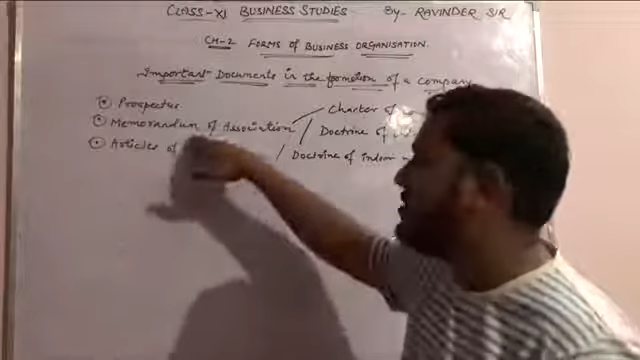 CLASS-XI BUSINESS STUDIES By- RAVINDER SIR
CH-2 FORMS OF BUSINESS ORGANISATION.
Important Documents in the formation of a company
Prospectus
Memorandum of Association Charter of
Doctrine of
Articles of Doctrine of indoor